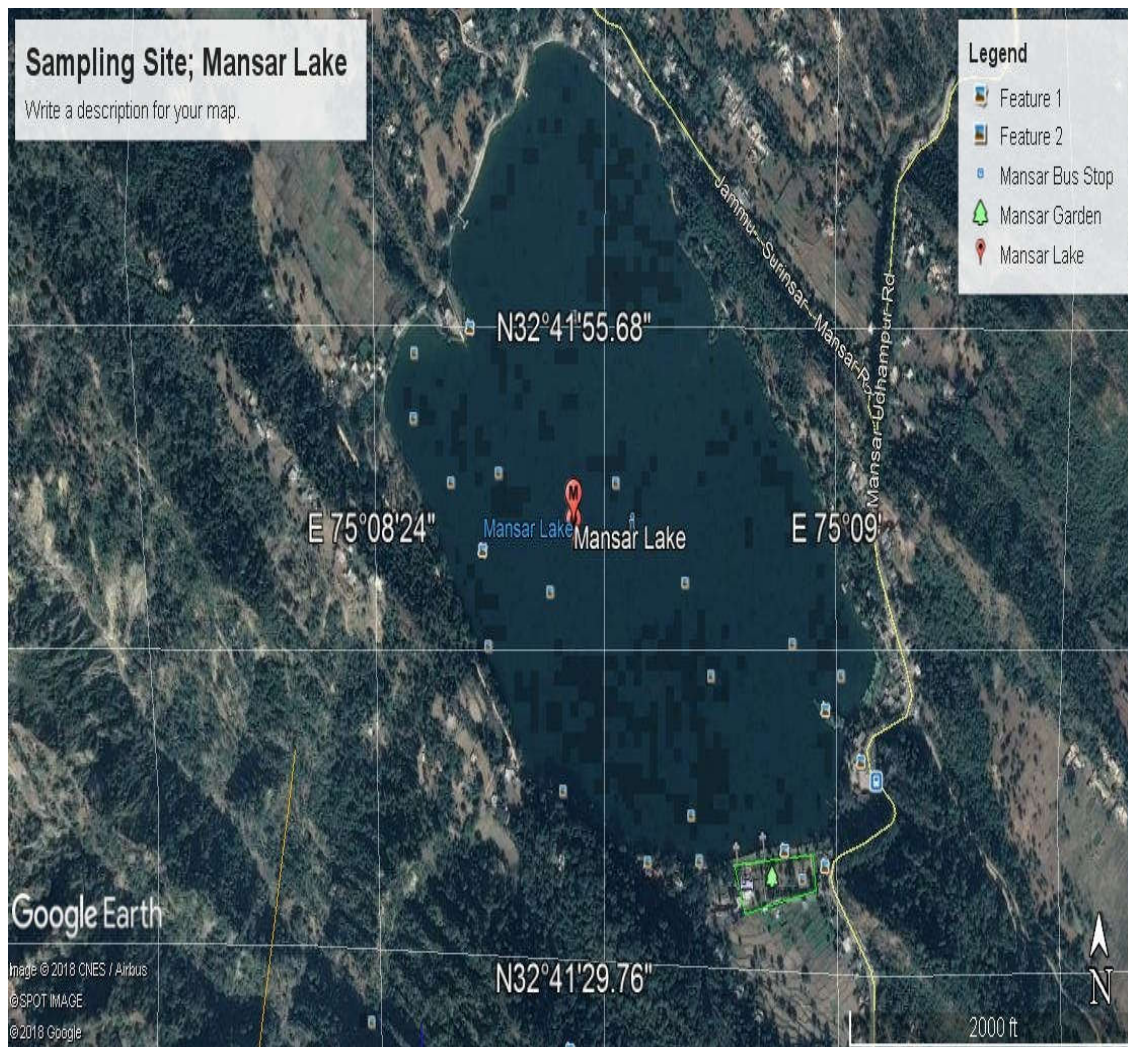 Sampling Site; Mansar Lake
Write a description for your map.
Legend
Feature 1
Feature 2
Mansar Bus Stop
Mansar Garden
Mansar Lake
Jammu--Surinsar--Mansar-Rd
Mansar-Udhampur Rd
N32°41'55.68"
E 75°08'24"
M
Mansar Lake
Mansar Lake
E 75°09'
Google Earth
Image © 2018 CNES / Airbus
© SPOT IMAGE
© 2018 Google
N32°41'29.76"
N
2000 ft